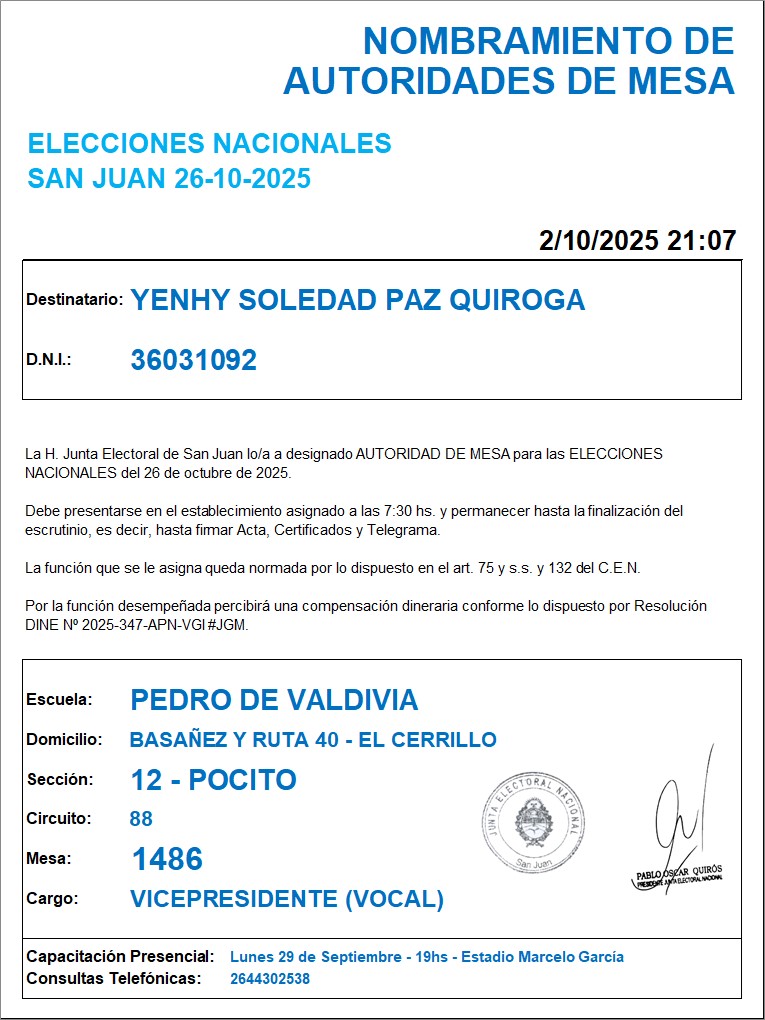 NOMBRAMIENTO DE
AUTORIDADES DE MESA
ELECCIONES NACIONALES
SAN JUAN 26-10-2025
2/10/2025 21:07
Destinatario: YENHY SOLEDAD PAZ QUIROGA
D.N.I.: 36031092
La H. Junta Electoral de San Juan lo/a a designado AUTORIDAD DE MESA para las ELECCIONES
NACIONALES del 26 de octubre de 2025.
Debe presentarse en el establecimiento asignado a las 7:30 hs. y permanecer hasta la finalización del
escrutinio, es decir, hasta firmar Acta, Certificados y Telegrama.
La función que se le asigna queda normada por lo dispuesto en el art. 75 y s.s. y 132 del C.E.N.
Por la función desempeñada percibirá una compensación dineraria conforme lo dispuesto por Resolución
DINE Nº 2025-347-APN-VGI#JGM.
Escuela: PEDRO DE VALDIVIA
Domicilio: BASAÑEZ Y RUTA 40 - EL CERRILLO
Sección: 12 - POCITO
Circuito: 88
Mesa: 1486
Cargo: VICEPRESIDENTE (VOCAL)
JUNTA ELECTORAL NACIONAL
San Juan
PABLO OSCAR QUIRÓS
PRESIDENTE JUNTA ELECTORAL NACIONAL
Capacitación Presencial: Lunes 29 de Septiembre - 19hs - Estadio Marcelo García
Consultas Telefónicas: 2644302538